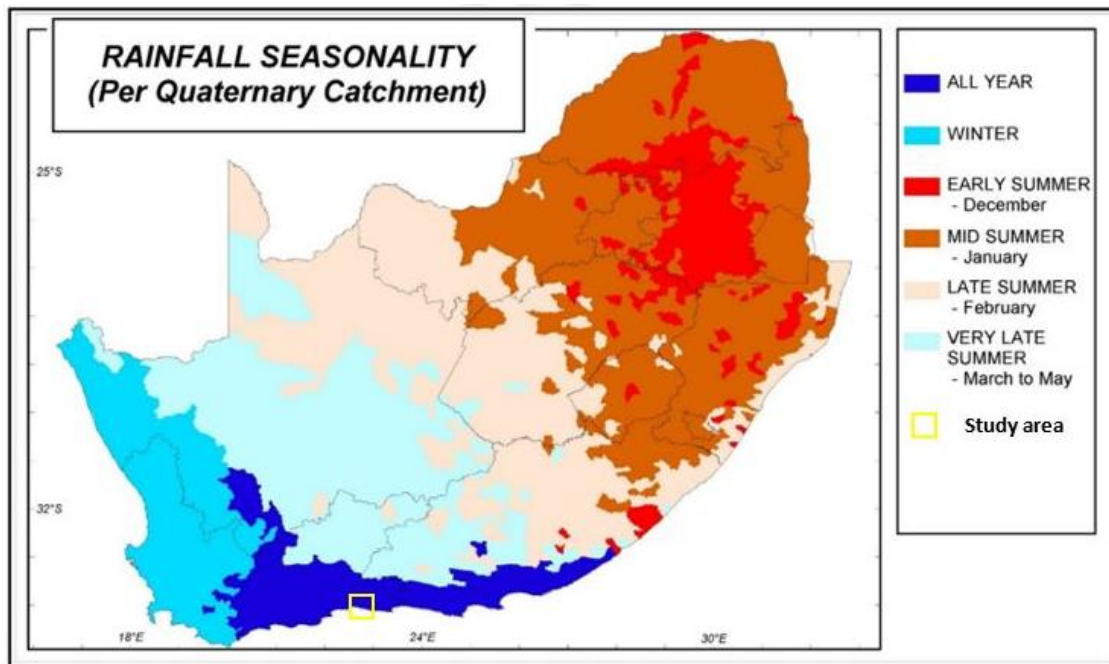 RAINFALL SEASONALITY
(Per Quaternary Catchment)
25°S
32°S
18°E
24°E
30°E
ALL YEAR
WINTER
EARLY SUMMER
- December
MID SUMMER
- January
LATE SUMMER
- February
VERY LATE
SUMMER
- March to May
Study area